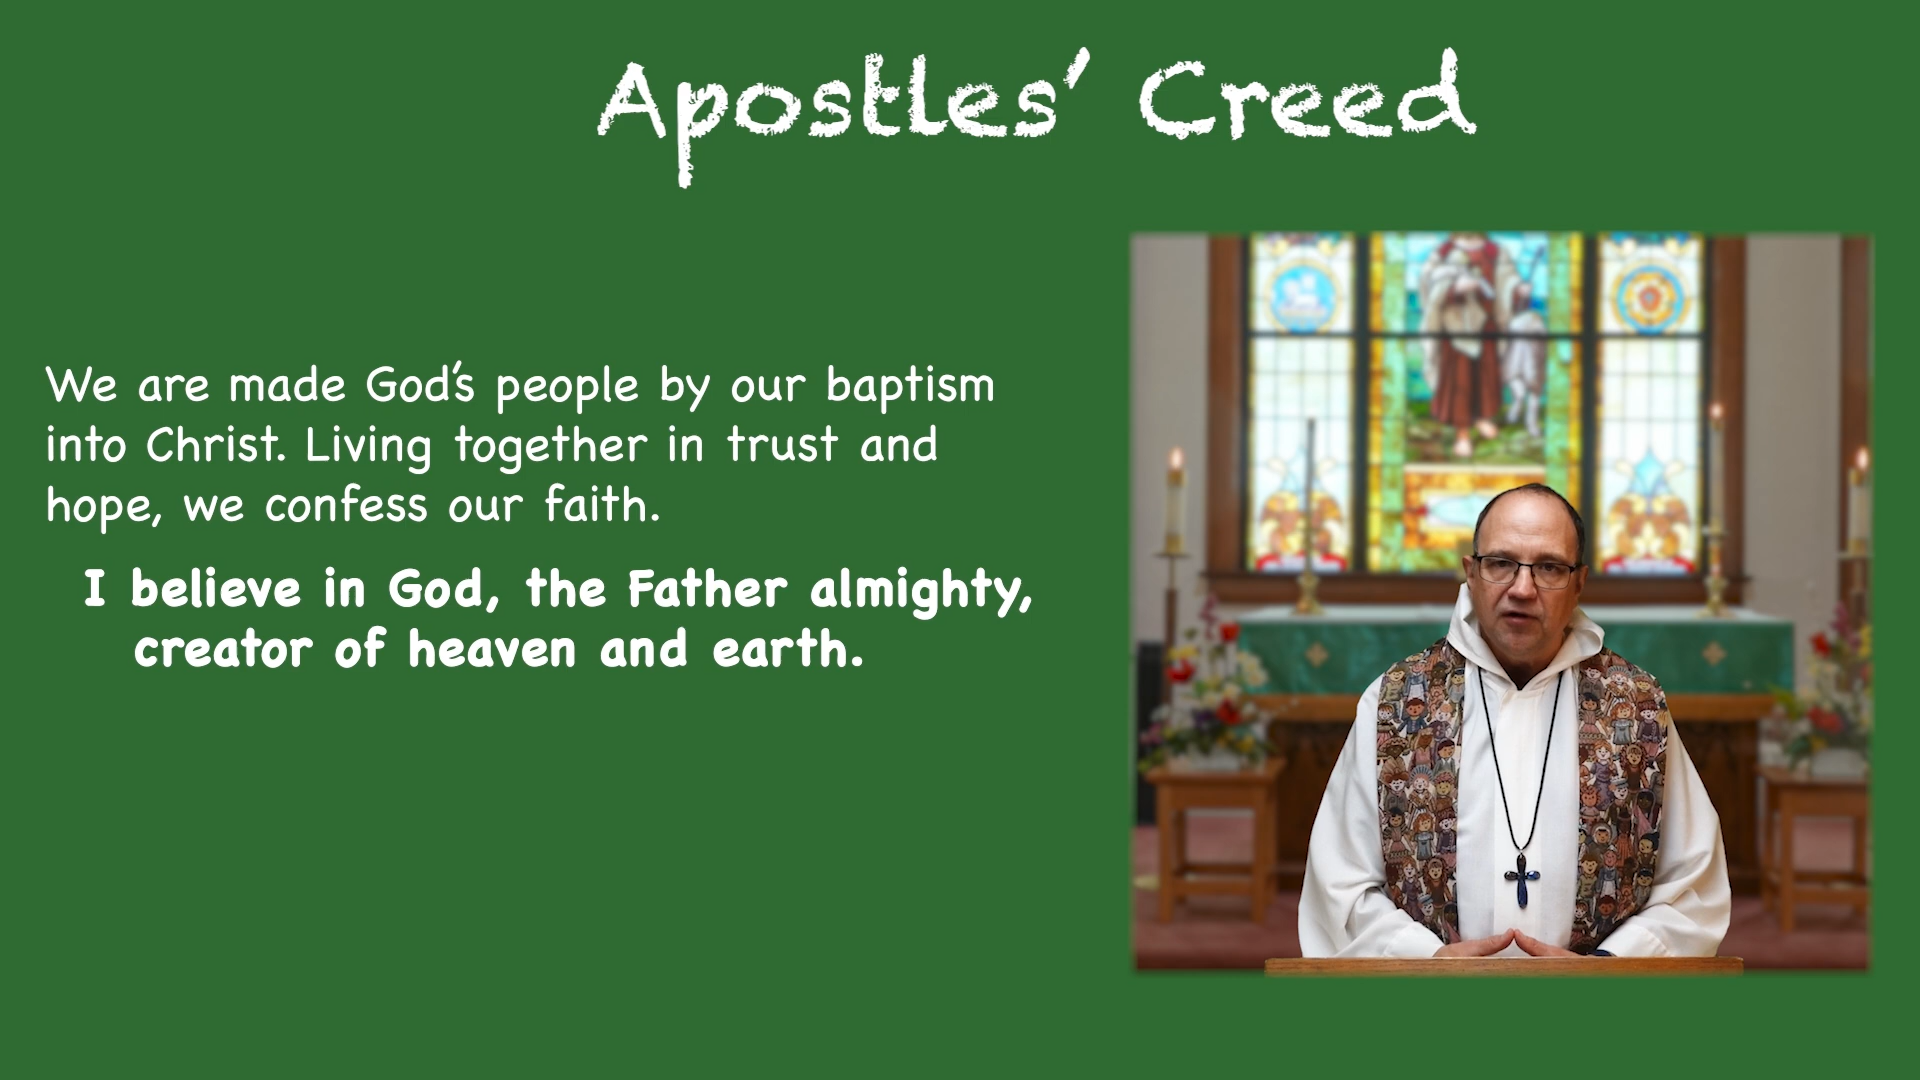 Apostles’ Creed
We are made God’s people by our baptism
into Christ. Living together in trust and
hope, we confess our faith.
I believe in God, the Father almighty,
creator of heaven and earth.